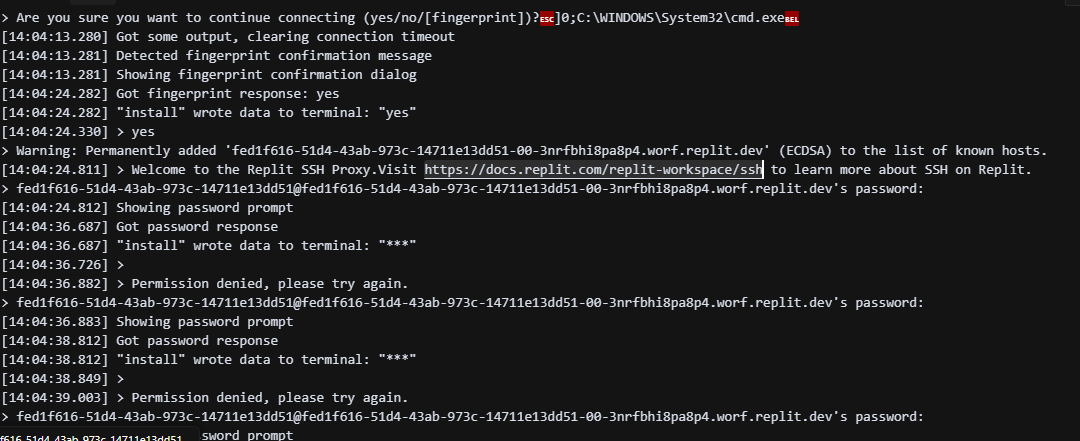 > Are you sure you want to continue connecting (yes/no/[fingerprint])?ESC]0;C:\WINDOWS\System32\cmd.exeBEL
[14:04:13.280] Got some output, clearing connection timeout
[14:04:13.281] Detected fingerprint confirmation message
[14:04:13.281] Showing fingerprint confirmation dialog
[14:04:24.282] Got fingerprint response: yes
[14:04:24.282] "install" wrote data to terminal: "yes"
[14:04:24.330] > yes
> Warning: Permanently added 'fed1f616-51d4-43ab-973c-14711e13dd51-00-3nrfbhi8pa8p4.worf.replit.dev' (ECDSA) to the list of known hosts.
[14:04:24.811] > Welcome to the Replit SSH Proxy.Visit https://docs.replit.com/replit-workspace/ssh to learn more about SSH on Replit.
> fed1f616-51d4-43ab-973c-14711e13dd51@fed1f616-51d4-43ab-973c-14711e13dd51-00-3nrfbhi8pa8p4.worf.replit.dev's password:
[14:04:24.812] Showing password prompt
[14:04:36.687] Got password response
[14:04:36.687] "install" wrote data to terminal: "***"
[14:04:36.726] >
[14:04:36.882] > Permission denied, please try again.
> fed1f616-51d4-43ab-973c-14711e13dd51@fed1f616-51d4-43ab-973c-14711e13dd51-00-3nrfbhi8pa8p4.worf.replit.dev's password:
[14:04:36.883] Showing password prompt
[14:04:38.812] Got password response
[14:04:38.812] "install" wrote data to terminal: "***"
[14:04:38.849] >
[14:04:39.003] > Permission denied, please try again.
> fed1f616-51d4-43ab-973c-14711e13dd51@fed1f616-51d4-43ab-973c-14711e13dd51-00-3nrfbhi8pa8p4.worf.replit.dev's password:
f616-51d4-43ab-973c-14711e13dd51 sword prompt